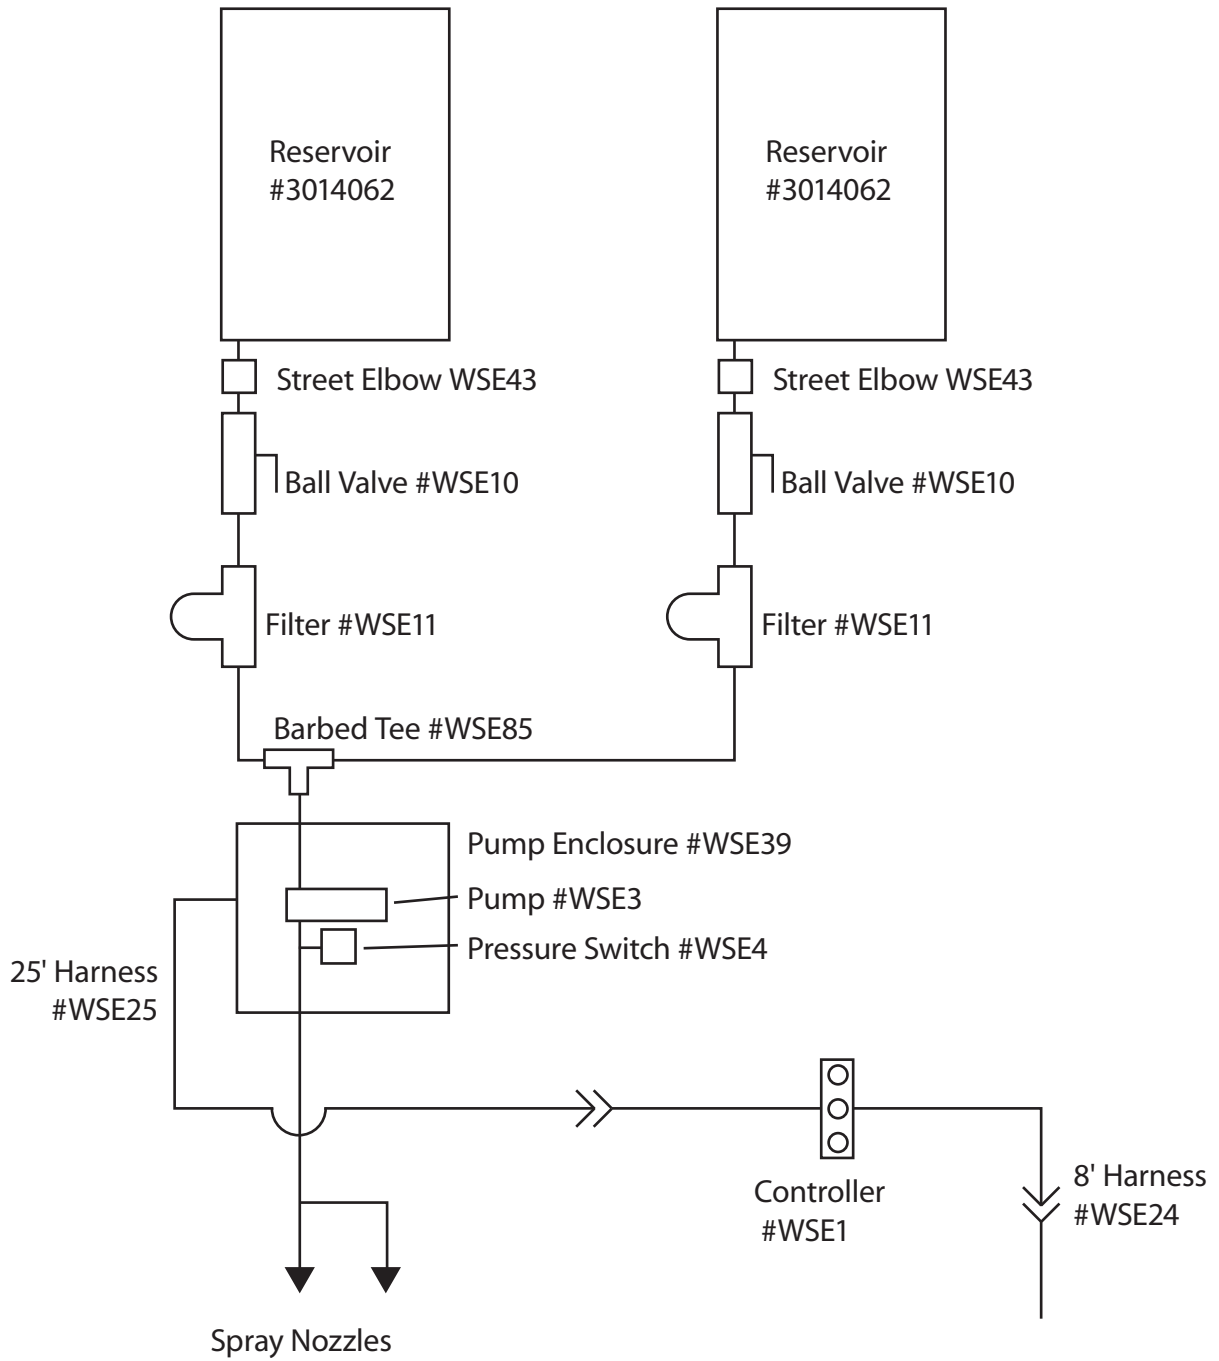 Reservoir
#3014062
Reservoir
#3014062
Street Elbow WSE43
Street Elbow WSE43
Ball Valve #WSE10
Ball Valve #WSE10
Filter #WSE11
Filter #WSE11
Barbed Tee #WSE85
Pump Enclosure #WSE39
Pump #WSE3
Pressure Switch #WSE4
25' Harness
#WSE25
Controller
#WSE1
8' Harness
#WSE24
Spray Nozzles